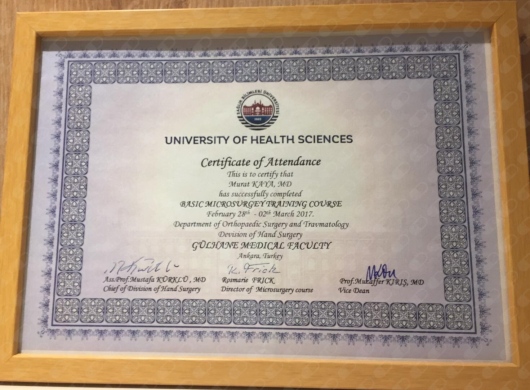 UNIVERSITY OF HEALTH SCIENCES
Certificate of Attendance
This is to certify that
Murat KAYA, MD
has successfully completed
BASIC MICROSURGEY TRAINING COURSE
February 28th - 02th March 2017.
Department of Orthopaedic Surgery and Travmatology
Devision of Hand Surgery
GÜLHANE MEDICAL FACULTY
Ankara, Turkey
Ass.Prof.Mustafa KÜRKLÜ, MD Rosmarie FRICK Prof.Muzaffer KIRIŞ, MD
Chief of Division of Hand Surgery Director of Microsurgery course Vice Dean